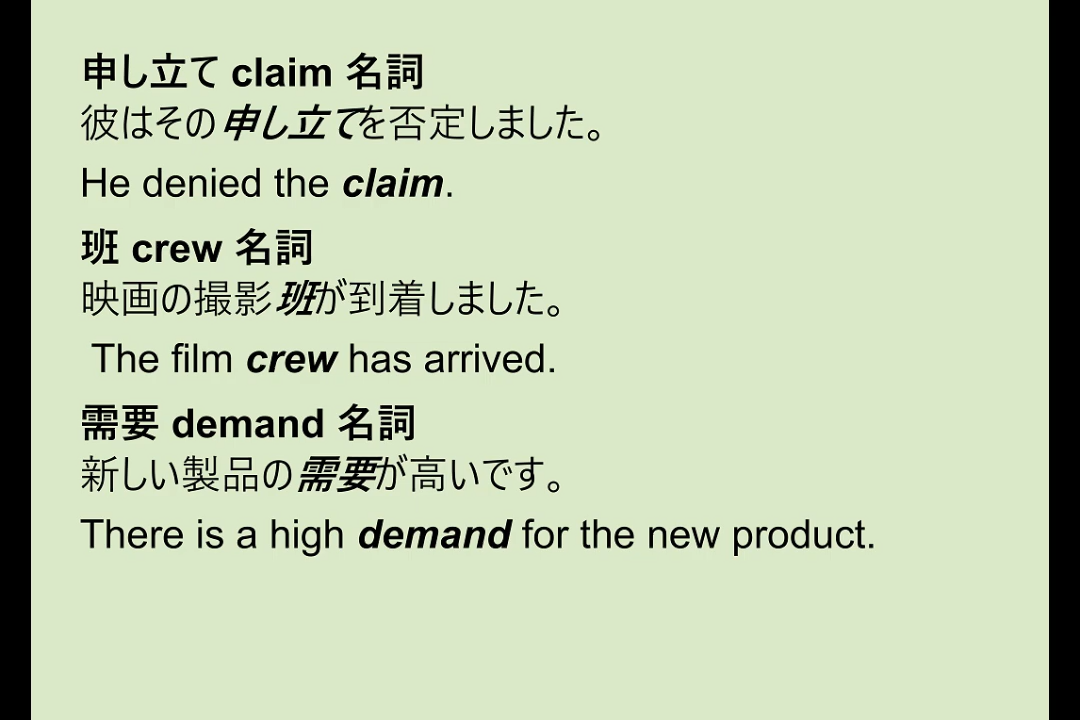 申し立て claim 名詞
彼はその申し立てを否定しました。
He denied the claim.
班 crew 名詞
映画の撮影班が到着しました。
The film crew has arrived.
需要 demand 名詞
新しい製品の需要が高いです。
There is a high demand for the new product.